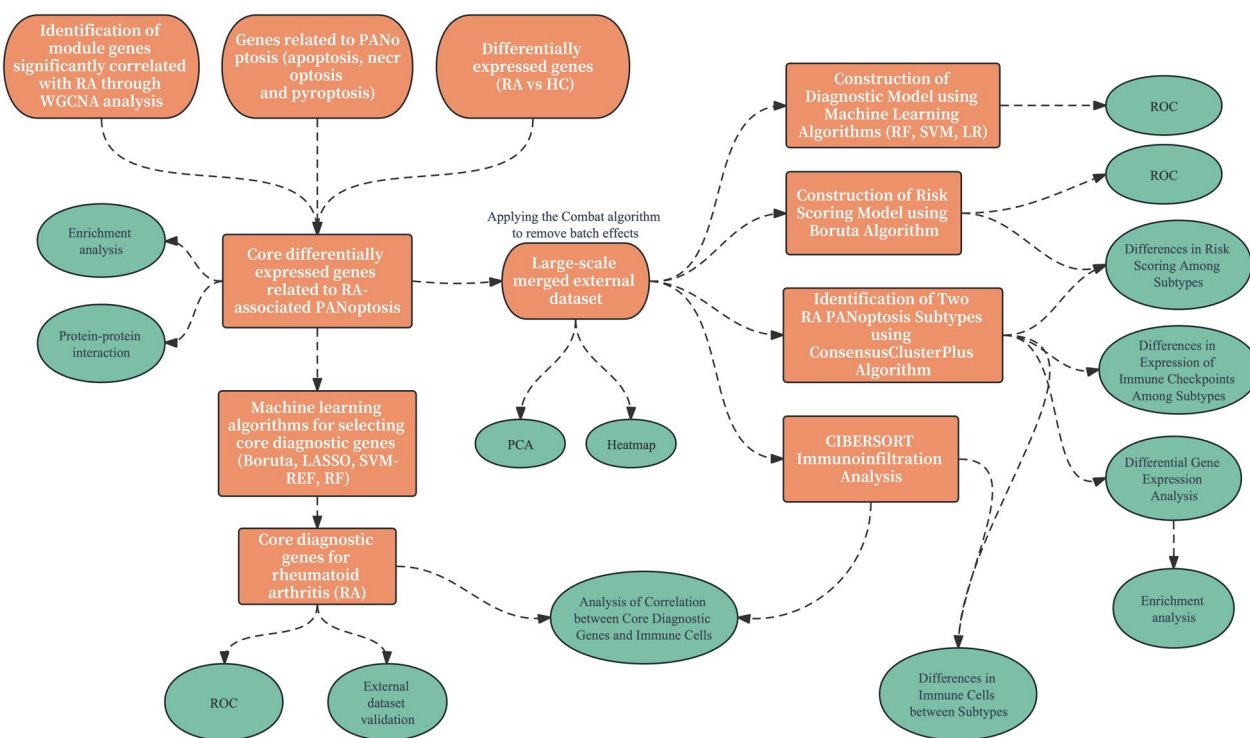 Identification of
module genes
significantly correlated
with RA through
WGCNA analysis
Genes related to PANo
ptosis (apoptosis, necr
optosis
and pyroptosis)
Differentially
expressed genes
(RA vs HC)
Enrichment
analysis
Protein-protein
interaction
Core differentially
expressed genes
related to RA-
associated PANoptosis
Applying the Combat algorithm
to remove batch effects
Large-scale
merged external
dataset
PCA
Heatmap
Machine learning
algorithms for selecting
core diagnostic genes
(Boruta, LASSO, SVM-
REF, RF)
Core diagnostic
genes for
rheumatoid
arthritis (RA)
ROC
External
dataset
validation
Analysis of Correlation
between Core Diagnostic
Genes and Immune Cells
Construction of
Diagnostic Model using
Machine Learning
Algorithms (RF, SVM, LR)
ROC
Construction of Risk
Scoring Model using
Boruta Algorithm
ROC
Differences in Risk
Scoring Among
Subtypes
Identification of Two
RA PANoptosis Subtypes
using
ConsensusClusterPlus
Algorithm
Differences in
Expression of
Immune Checkpoints
Among Subtypes
CIBERSORT
Immunoinfiltration
Analysis
Differential Gene
Expression
Analysis
Enrichment
analysis
Differences in
Immune Cells
between Subtypes